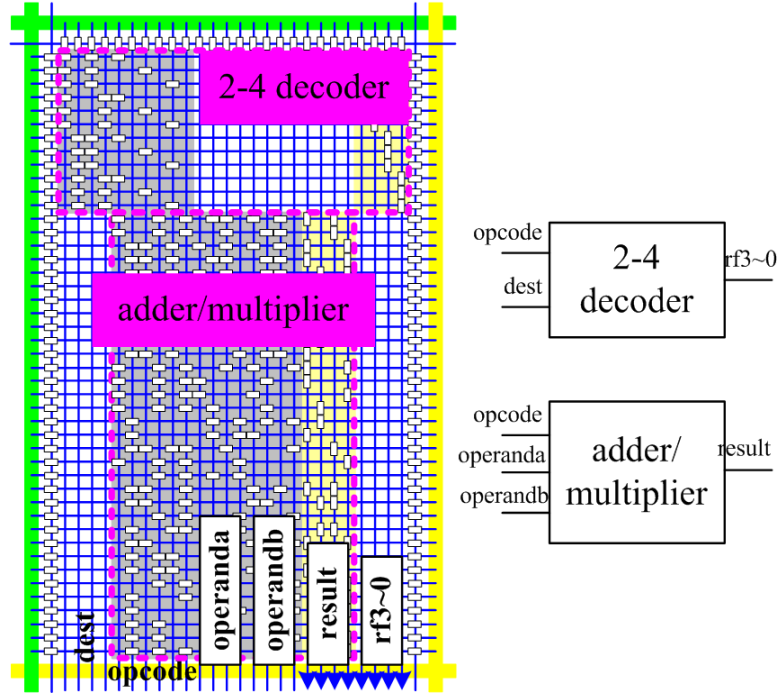 2-4 decoder
adder/multiplier
dest
opcode
operanda
operandb
result
rf3~0
opcode
dest
2-4
decoder
rf3~0
opcode
operanda
operandb
adder/
multiplier
result